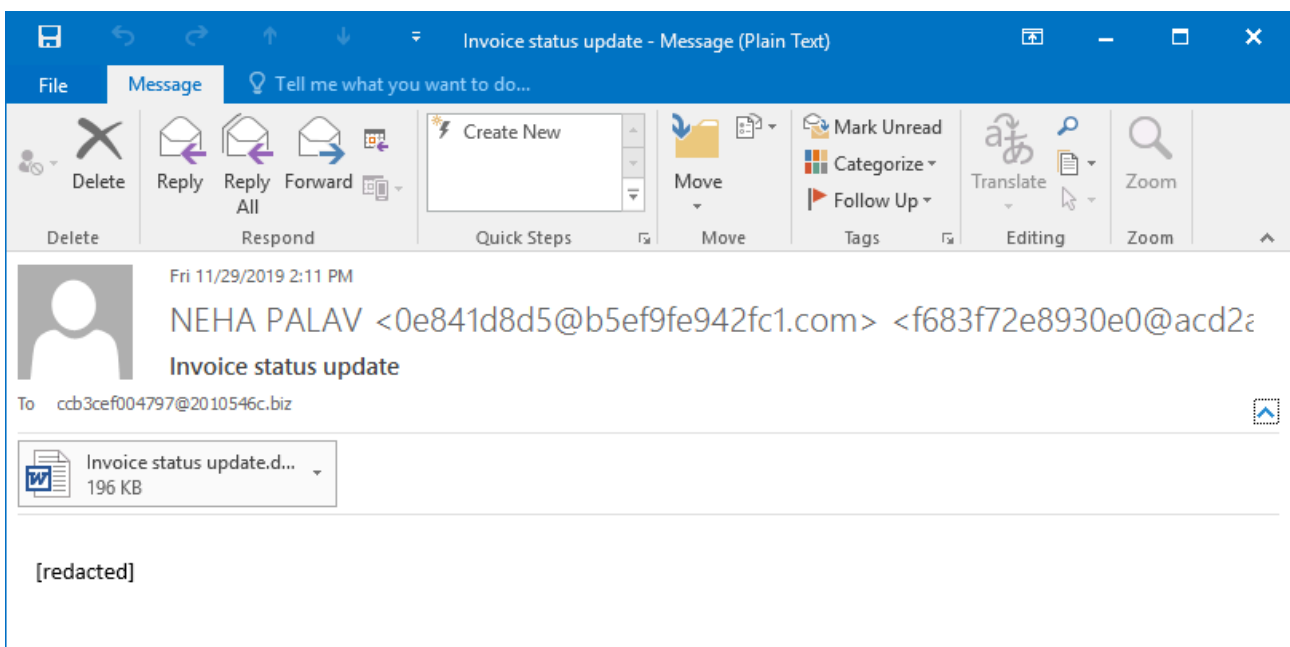 Invoice status update - Message (Plain Text)
File Message Tell me what you want to do...
Delete
Reply
Reply All
Forward
Create New
Move
Mark Unread
Categorize
Follow Up
Translate
Zoom
Delete Respond Quick Steps Move Tags Editing Zoom
Fri 11/29/2019 2:11 PM
NEHA PALAV <0e841d8d5@b5ef9fe942fc1.com> <f683f72e8930e0@acd2a
Invoice status update
To ccb3cef004797@2010546c.biz
Invoice status update.d...
196 KB
[redacted]